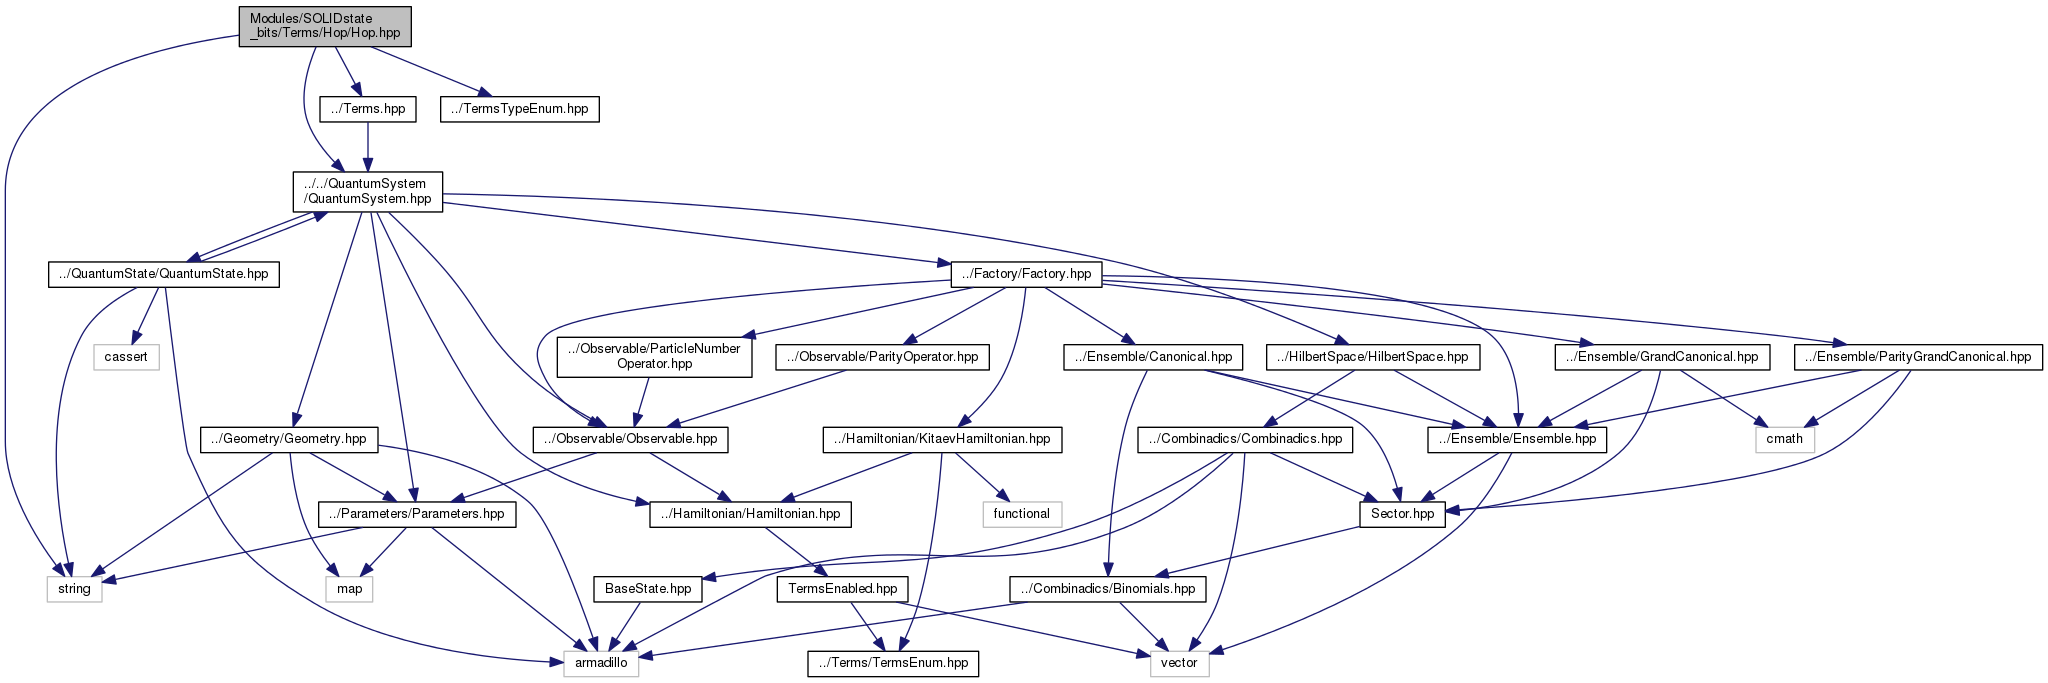 Modules/SOLIDstate
_bits/Terms/Hop/Hop.hpp
../Terms.hpp
../TermsTypeEnum.hpp
../../QuantumSystem
/QuantumSystem.hpp
../QuantumState/QuantumState.hpp
../Factory/Factory.hpp
cassert
../Observable/ParticleNumber
Operator.hpp
../Observable/ParityOperator.hpp
../Ensemble/Canonical.hpp
../HilbertSpace/HilbertSpace.hpp
../Ensemble/GrandCanonical.hpp
../Ensemble/ParityGrandCanonical.hpp
../Geometry/Geometry.hpp
../Observable/Observable.hpp
../Hamiltonian/KitaevHamiltonian.hpp
../Combinadics/Combinadics.hpp
../Ensemble/Ensemble.hpp
cmath
../Parameters/Parameters.hpp
../Hamiltonian/Hamiltonian.hpp
functional
Sector.hpp
string
map
BaseState.hpp
TermsEnabled.hpp
../Combinadics/Binomials.hpp
armadillo
../Terms/TermsEnum.hpp
vector